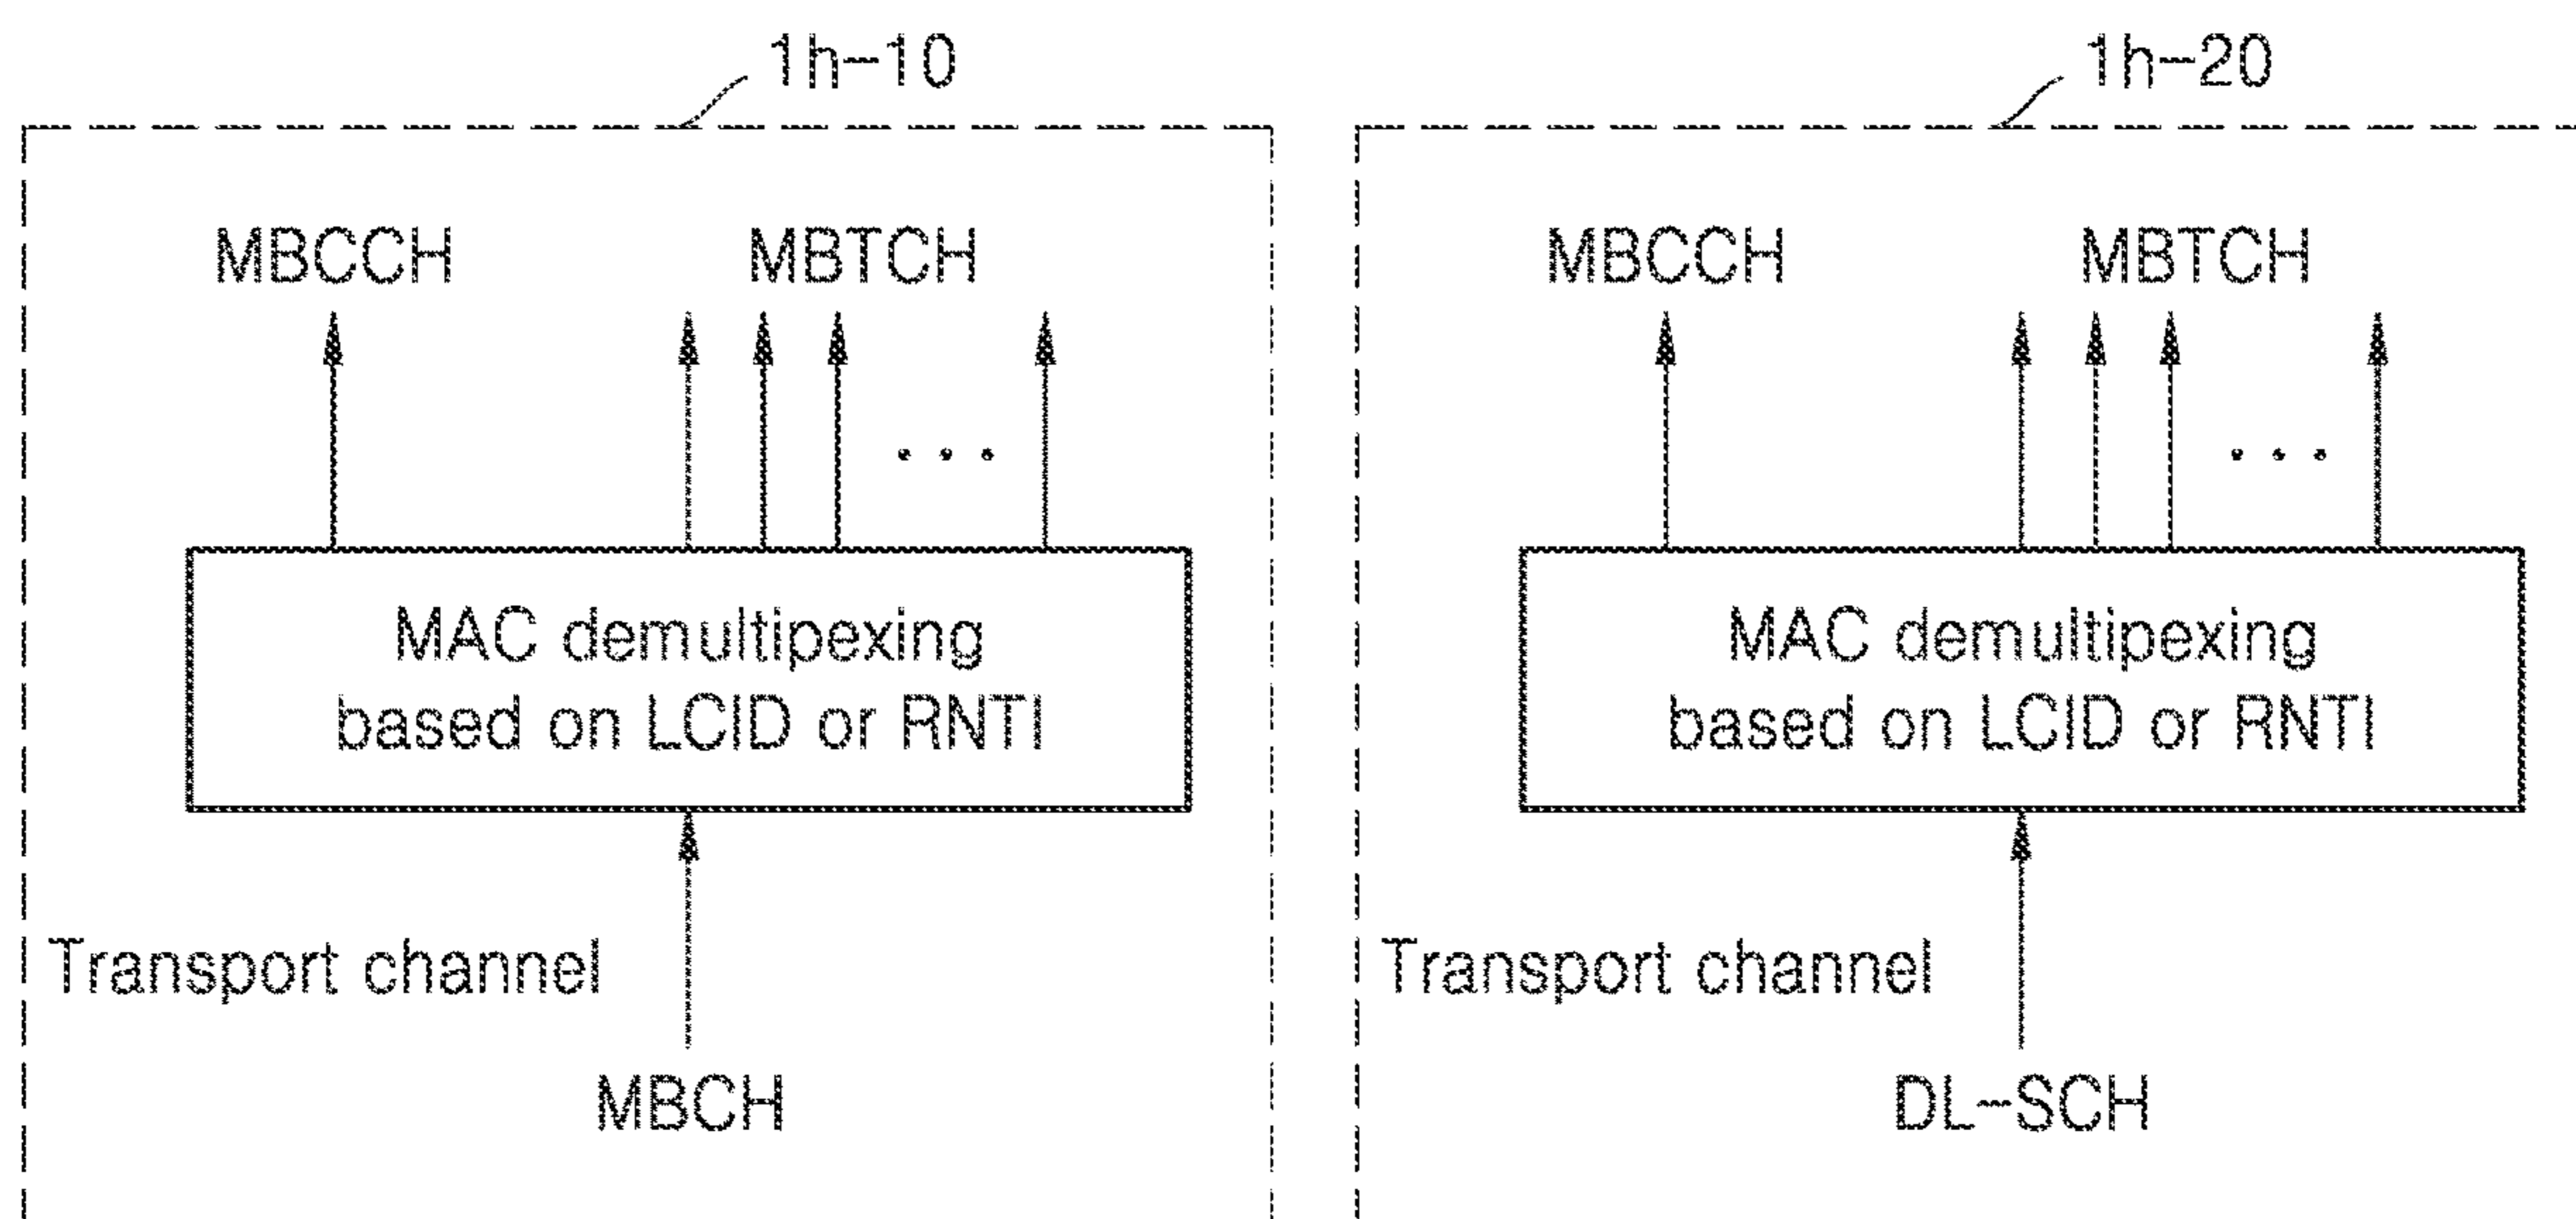 1h-10
MBCCH
MBTCH
MAC demultipexing
based on LCID or RNTI
Transport channel
MBCH
1h-20
MBCCH
MBTCH
MAC demultipexing
based on LCID or RNTI
Transport channel
DL-SCH